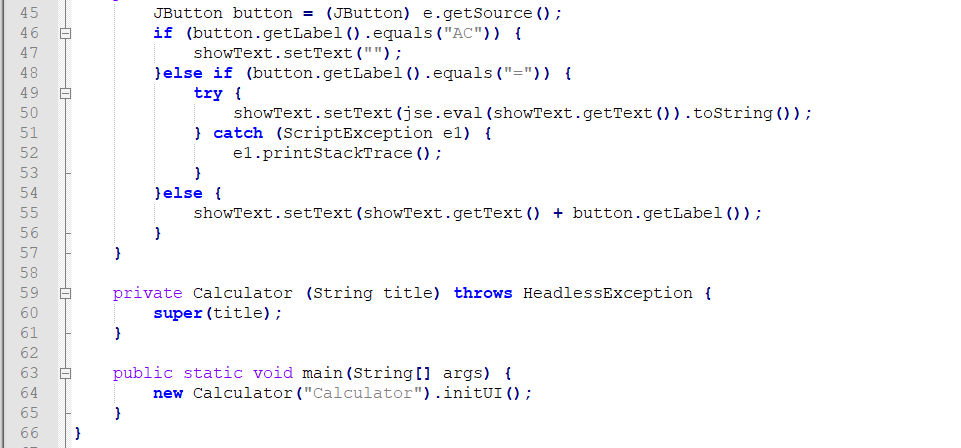 45 JButton button = (JButton) e.getSource();
46 if (button.getLabel().equals("AC")) {
47 showText.setText("");
48 }else if (button.getLabel().equals("=")) {
49 try {
50 showText.setText(jse.eval(showText.getText()).toString());
51 } catch (ScriptException e1) {
52 e1.printStackTrace();
53 }
54 }else {
55 showText.setText(showText.getText() + button.getLabel());
56 }
57 }
58
59 private Calculator (String title) throws HeadlessException {
60 super(title);
61 }
62
63 public static void main(String[] args) {
64 new Calculator("Calculator").initUI();
65 }
66 }